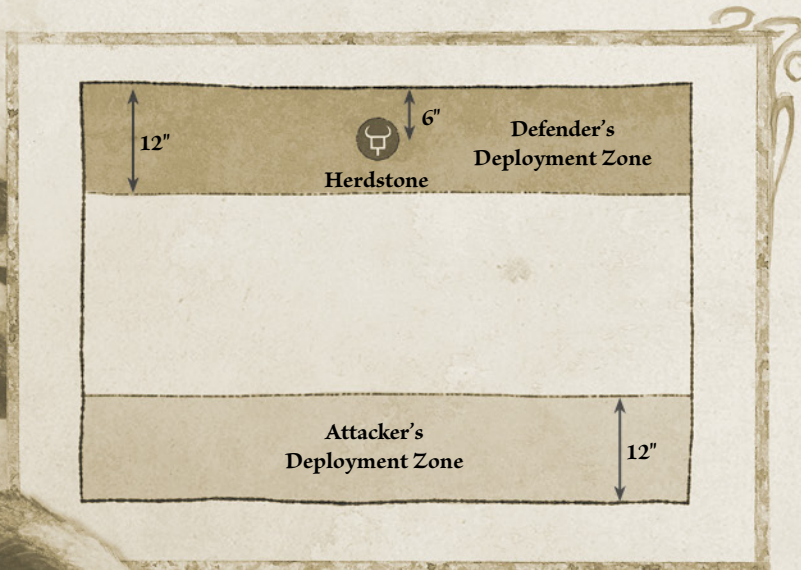 6"
12"
Defender's
Deployment Zone
Herdstone
Attacker's
Deployment Zone
12"